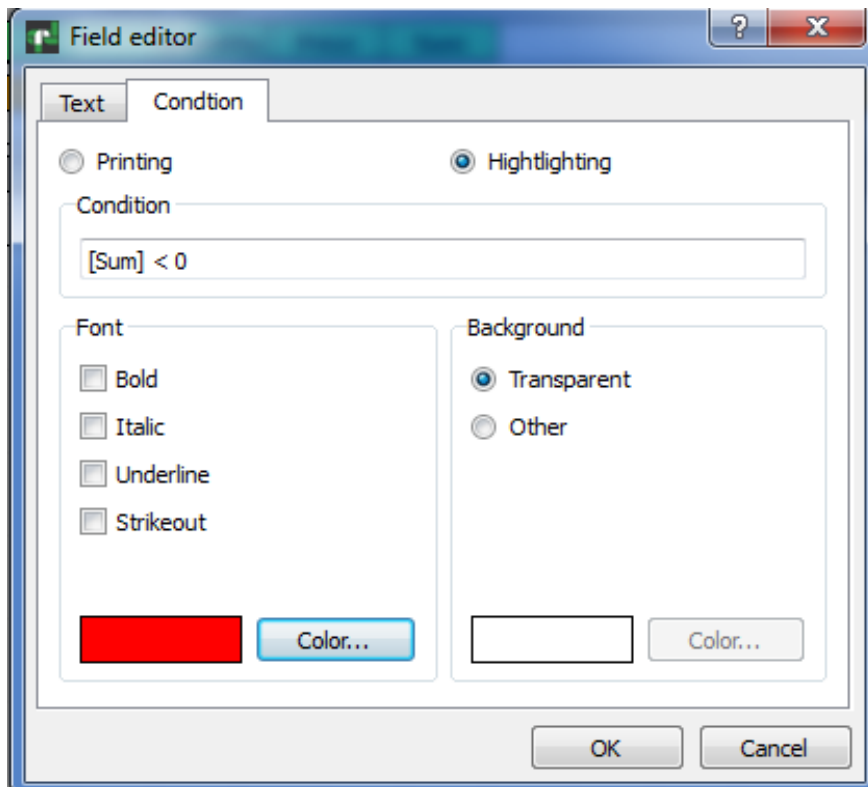 Field editor
Text Condtion
Printing Hightlighting
Condition
[Sum] < 0
Font Background
Bold Transparent
Italic Other
Underline
Strikeout
Color... Color...
OK Cancel